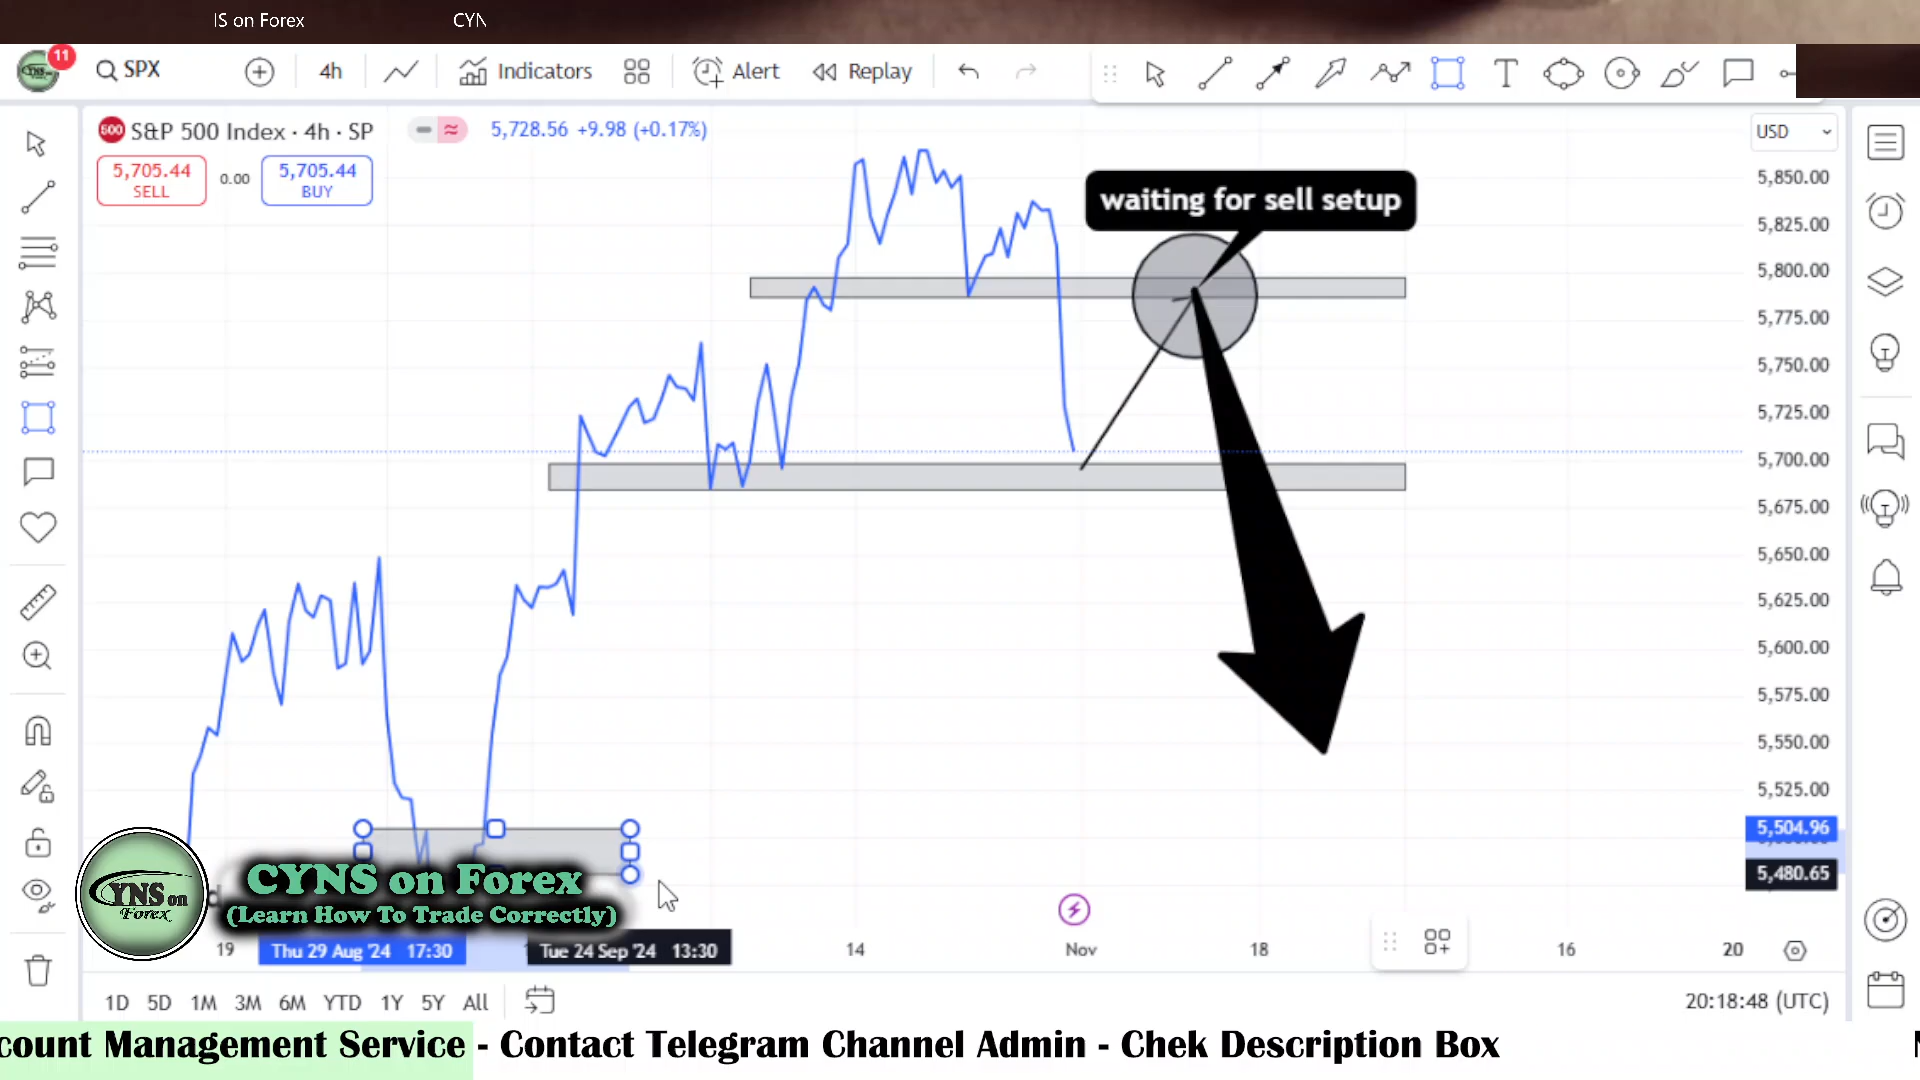 IS on Forex CYN
11
SPX 4h Indicators Alert Replay
500 S&P 500 Index · 4h · SP 5,728.56 +9.98 (+0.17%)
USD
5,705.44 SELL 0.00 5,705.44 BUY
waiting for sell setup
5,850.00
5,825.00
5,800.00
5,775.00
5,750.00
5,725.00
5,700.00
5,675.00
5,650.00
5,625.00
5,600.00
5,575.00
5,550.00
5,525.00
5,504.96
5,480.65
CYNS on Forex
(Learn How To Trade Correctly)
CYNS on
Forex
19 Thu 29 Aug '24 17:30 Tue 24 Sep '24 13:30 14 Nov 18 16 20
1D 5D 1M 3M 6M YTD 1Y 5Y All 20:18:48 (UTC)
count Management Service - Contact Telegram Channel Admin - Chek Description Box